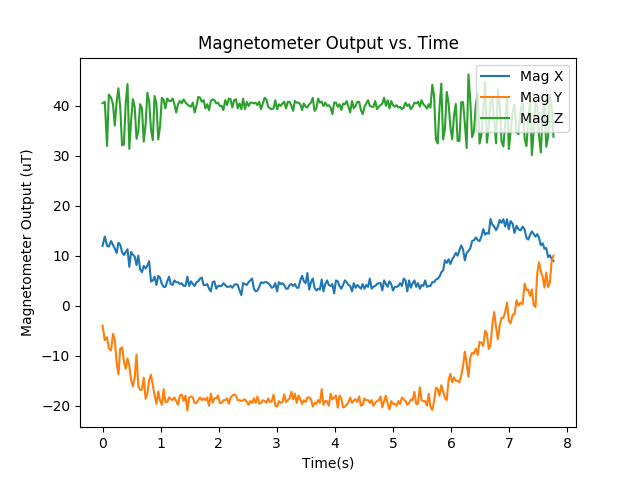 Magnetometer Output vs. Time
Mag X
Mag Y
Mag Z
Magnetometer Output (uT)
40
30
20
10
0
−10
−20
0 1 2 3 4 5 6 7 8
Time(s)